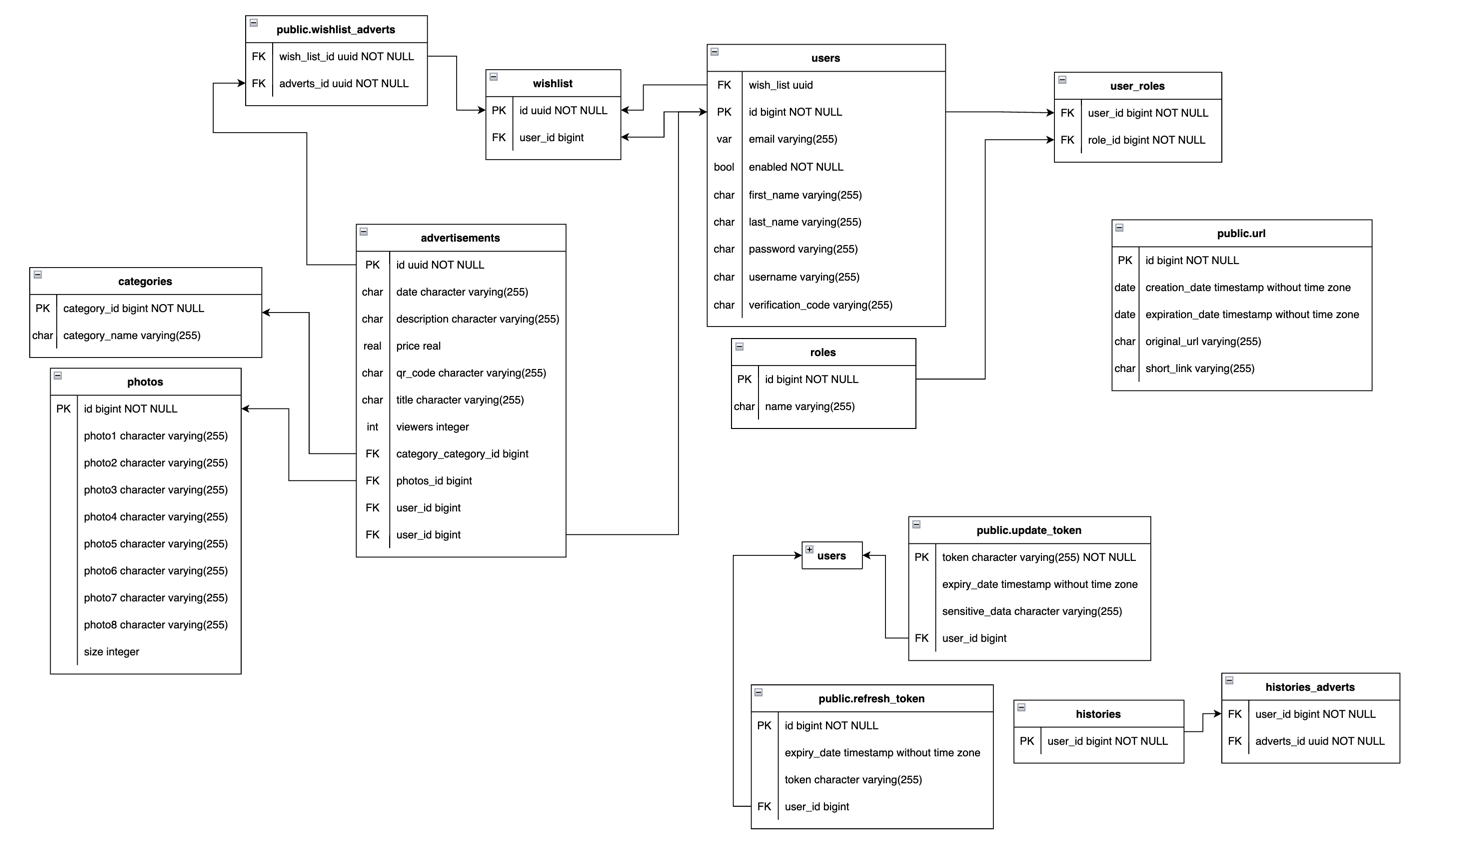 public.wishlist_adverts
FK wish_list_id uuid NOT NULL
FK adverts_id uuid NOT NULL
wishlist
PK id uuid NOT NULL
FK user_id bigint
users
FK wish_list uuid
PK id bigint NOT NULL
var email varying(255)
bool enabled NOT NULL
char first_name varying(255)
char last_name varying(255)
char password varying(255)
char username varying(255)
char verification_code varying(255)
user_roles
FK user_id bigint NOT NULL
FK role_id bigint NOT NULL
public.url
PK id bigint NOT NULL
date creation_date timestamp without time zone
date expiration_date timestamp without time zone
char original_url varying(255)
char short_link varying(255)
advertisements
PK id uuid NOT NULL
char date character varying(255)
char description character varying(255)
real price real
char qr_code character varying(255)
char title character varying(255)
int viewers integer
FK category_category_id bigint
FK photos_id bigint
FK user_id bigint
FK user_id bigint
categories
PK category_id bigint NOT NULL
char category_name varying(255)
photos
PK id bigint NOT NULL
photo1 character varying(255)
photo2 character varying(255)
photo3 character varying(255)
photo4 character varying(255)
photo5 character varying(255)
photo6 character varying(255)
photo7 character varying(255)
photo8 character varying(255)
size integer
roles
PK id bigint NOT NULL
char name varying(255)
users
public.update_token
PK token character varying(255) NOT NULL
expiry_date timestamp without time zone
sensitive_data character varying(255)
FK user_id bigint
public.refresh_token
PK id bigint NOT NULL
expiry_date timestamp without time zone
token character varying(255)
FK user_id bigint
histories
PK user_id bigint NOT NULL
histories_adverts
FK user_id bigint NOT NULL
FK adverts_id uuid NOT NULL